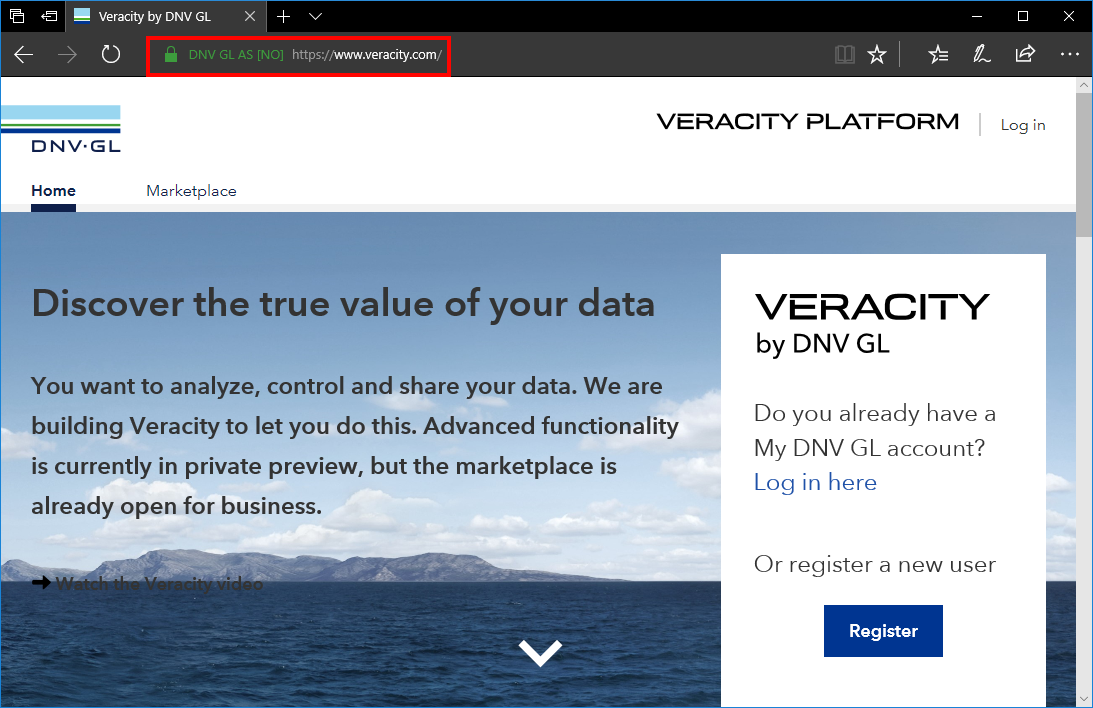 Veracity by DNV GL
DNV GL AS [NO] https://www.veracity.com/
DNV·GL
VERACITY PLATFORM
Log in
Home
Marketplace
Discover the true value of your data
You want to analyze, control and share your data. We are
building Veracity to let you do this. Advanced functionality
is currently in private preview, but the marketplace is
already open for business.
Watch the Veracity video
VERACITY
by DNV GL
Do you already have a
My DNV GL account?
Log in here
Or register a new user
Register